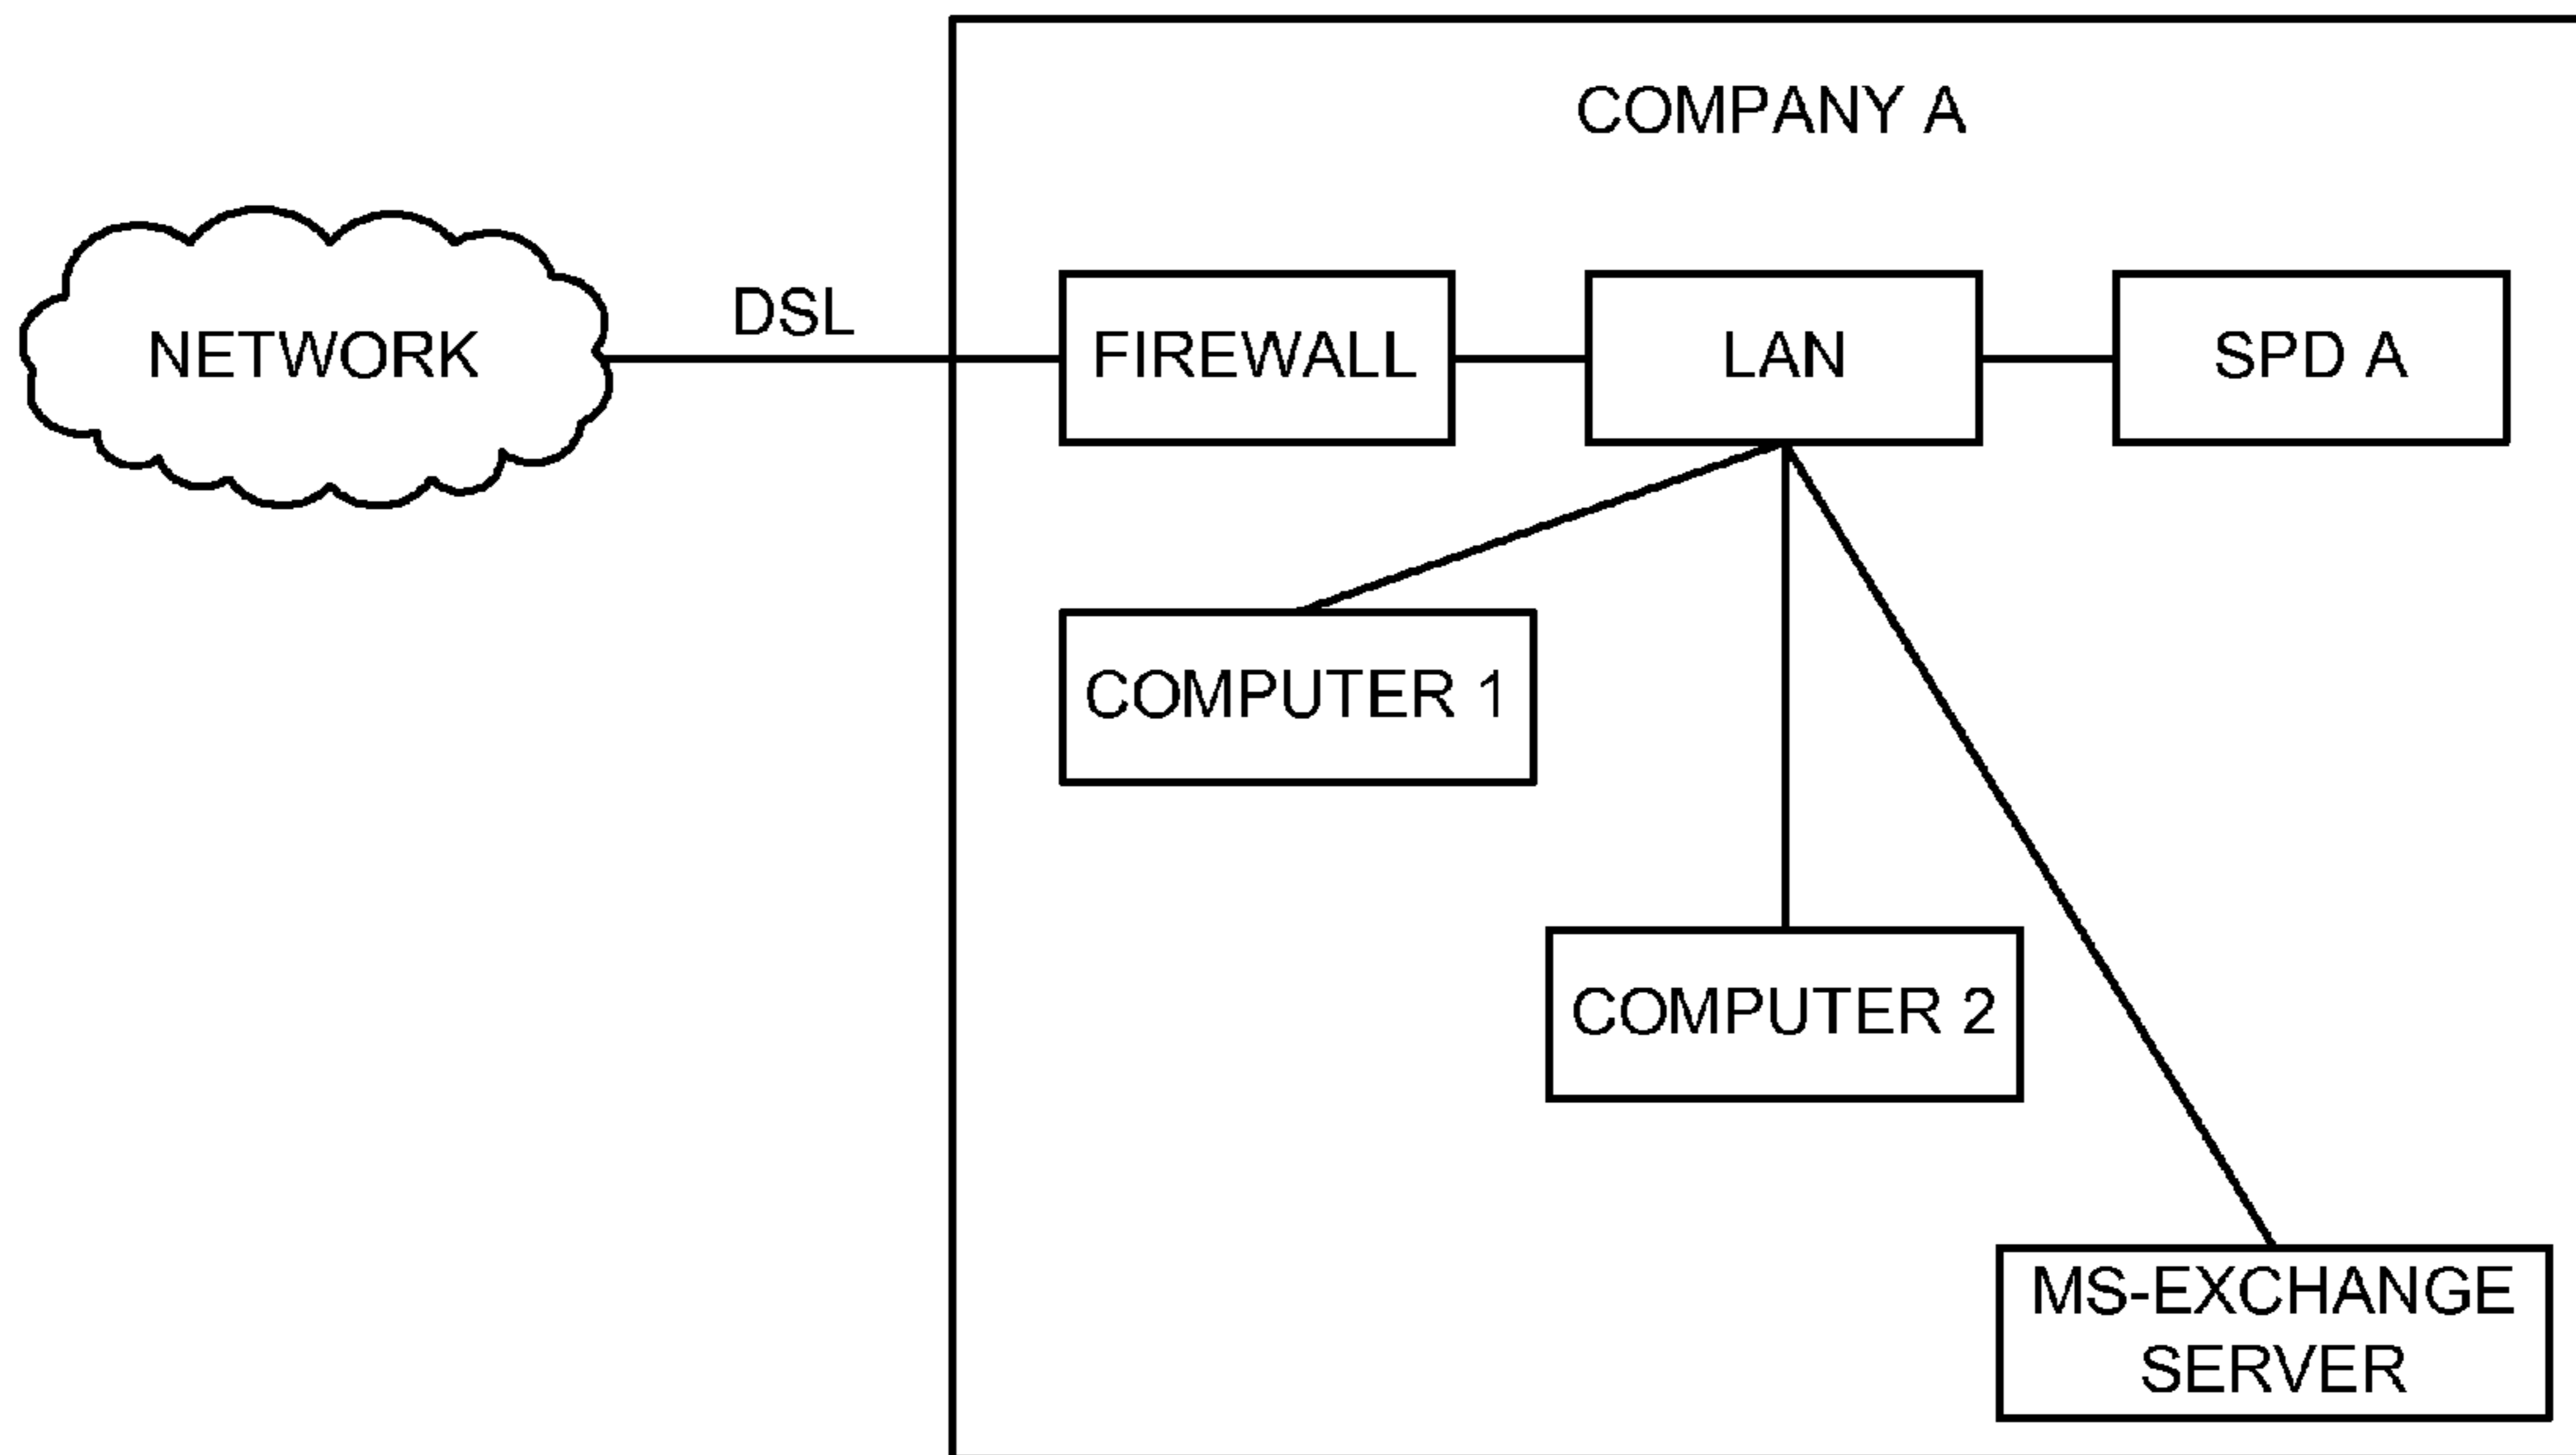 COMPANY A
NETWORK
DSL
FIREWALL
LAN
SPD A
COMPUTER 1
COMPUTER 2
MS-EXCHANGE
SERVER